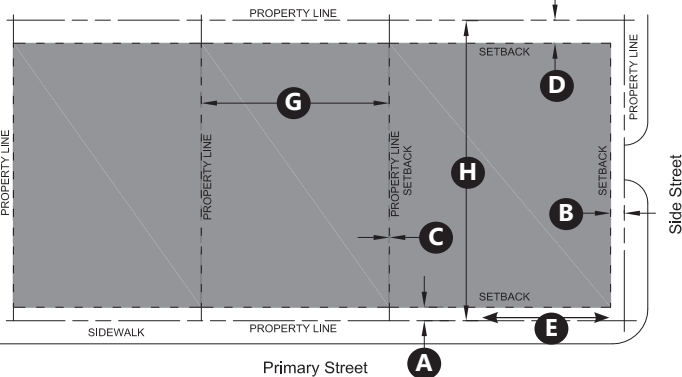 PROPERTY LINE
SETBACK
PROPERTY LINE
D
G
PROPERTY LINE
PROPERTY LINE
PROPERTY LINE
SETBACK
H
SETBACK
B
Side Street
C
SETBACK
E
SIDEWALK
PROPERTY LINE
A
Primary Street